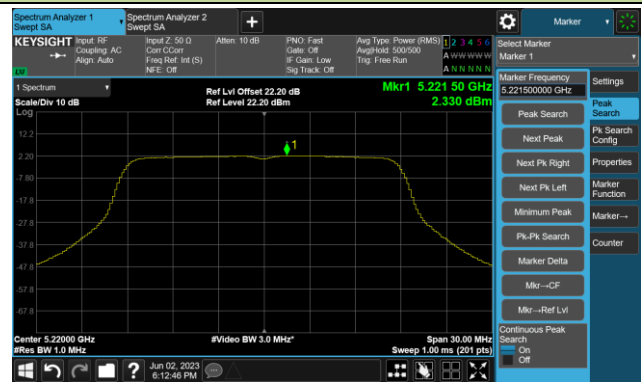 Spectrum Analyzer 1
Swept SA
Spectrum Analyzer 2
Swept SA
+
Marker
KEYSIGHT
Input: RF
Coupling: AC
Align: Auto
Input Z: 50 Ω
Corr CCorr
Freq Ref: Int (S)
NFE: Off
Atten: 10 dB
PNO: Fast
Gate: Off
IF Gain: Low
Sig Track: Off
Avg Type: Power (RMS)
Avg|Hold: 500/500
Trig: Free Run
1 2 3 4 5 6
A W W W W W
A N N N N N
Select Marker
Marker 1
LW
1 Spectrum
Scale/Div 10 dB
Log
Ref Lvl Offset 22.20 dB
Ref Level 22.20 dBm
Mkr1 5.221 50 GHz
2.330 dBm
12.2
2.20
-7.80
-17.8
-27.8
-37.8
-47.8
-57.8
-67.8
1
Center 5.22000 GHz
#Res BW 1.0 MHz
#Video BW 3.0 MHz*
Span 30.00 MHz
Sweep 1.00 ms (201 pts)
Marker Frequency
5.221500000 GHz
Peak Search
Next Peak
Next Pk Right
Next Pk Left
Minimum Peak
Pk-Pk Search
Marker Delta
Mkr→CF
Mkr→Ref Lvl
Continuous Peak
Search
On
Off
Settings
Peak
Search
Pk Search
Config
Properties
Marker
Function
Marker→
Counter
?
Jun 02, 2023
6:12:46 PM